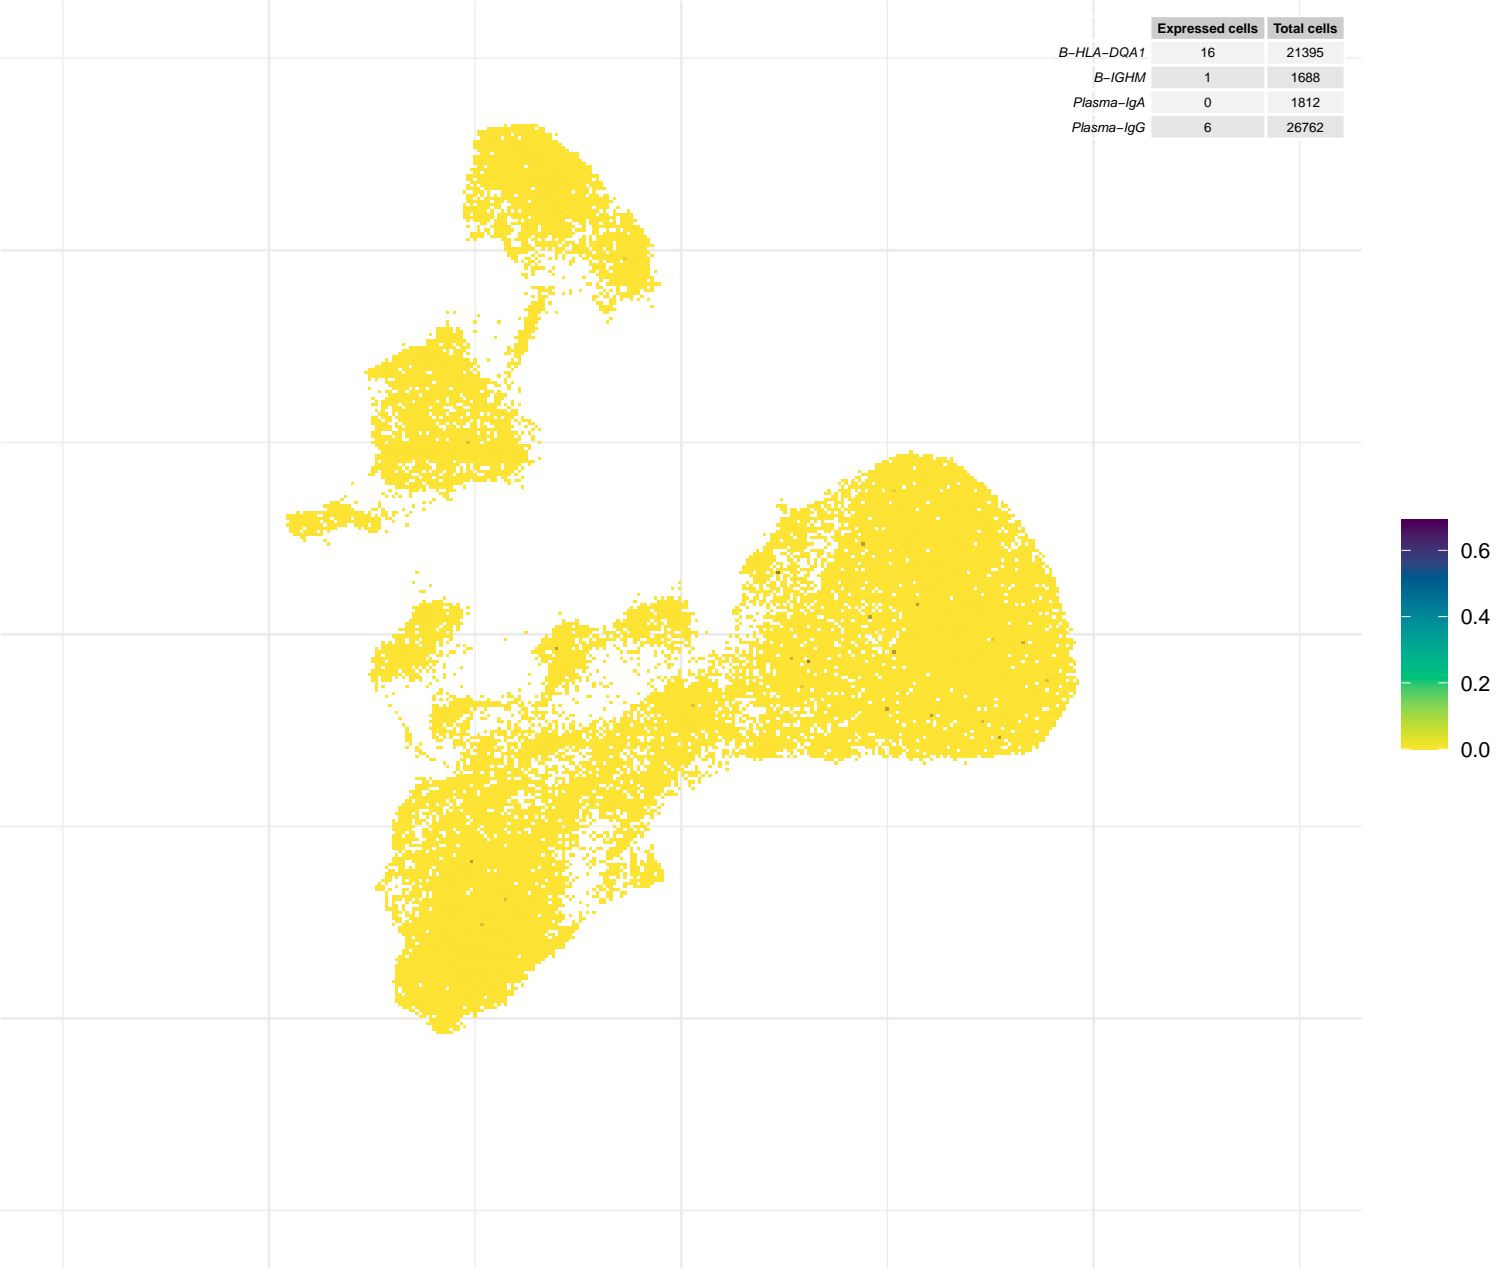 Expressed cells Total cells
B−HLA−DQA1 16 21395
B−IGHM 1 1688
Plasma−IgA 0 1812
Plasma−IgG 6 26762
0.6
0.4
0.2
0.0